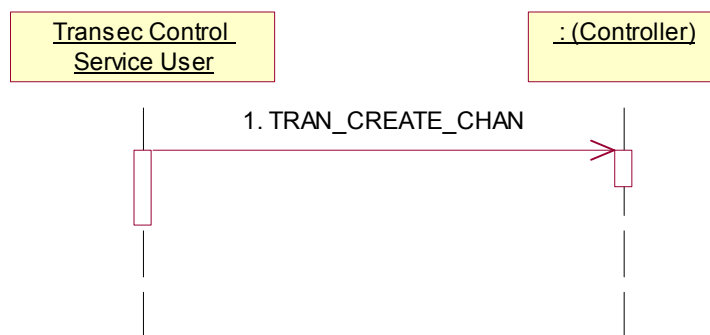 Transec Control
Service User
: (Controller)
1. TRAN_CREATE_CHAN